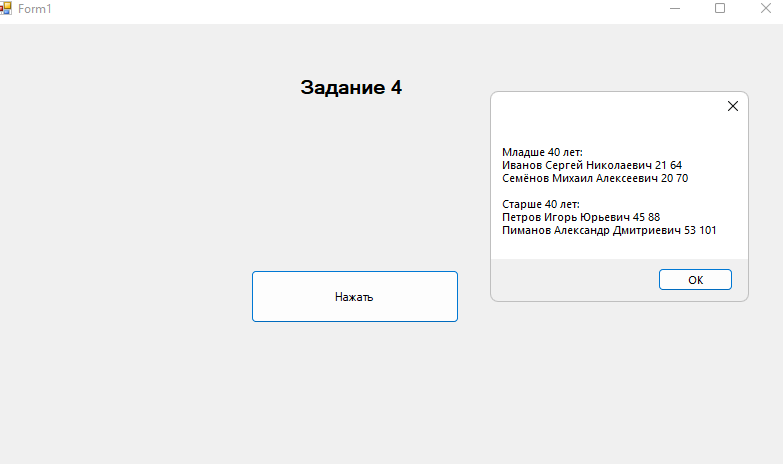 Form1
Задание 4
Младше 40 лет:
Иванов Сергей Николаевич 21 64
Семёнов Михаил Алексеевич 20 70
Старше 40 лет:
Петров Игорь Юрьевич 45 88
Пиманов Александр Дмитриевич 53 101
OK
Нажать